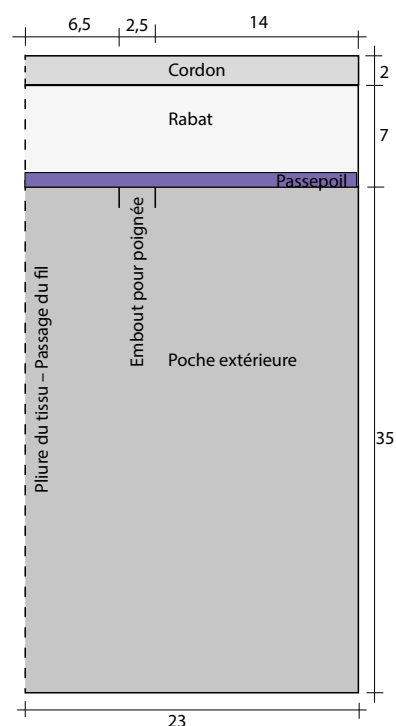 6,5
2,5
14
Cordon
2
Rabat
7
Passepoil
Embout pour poignée
Pliure du tissu – Passage du fil
Poche extérieure
35
23